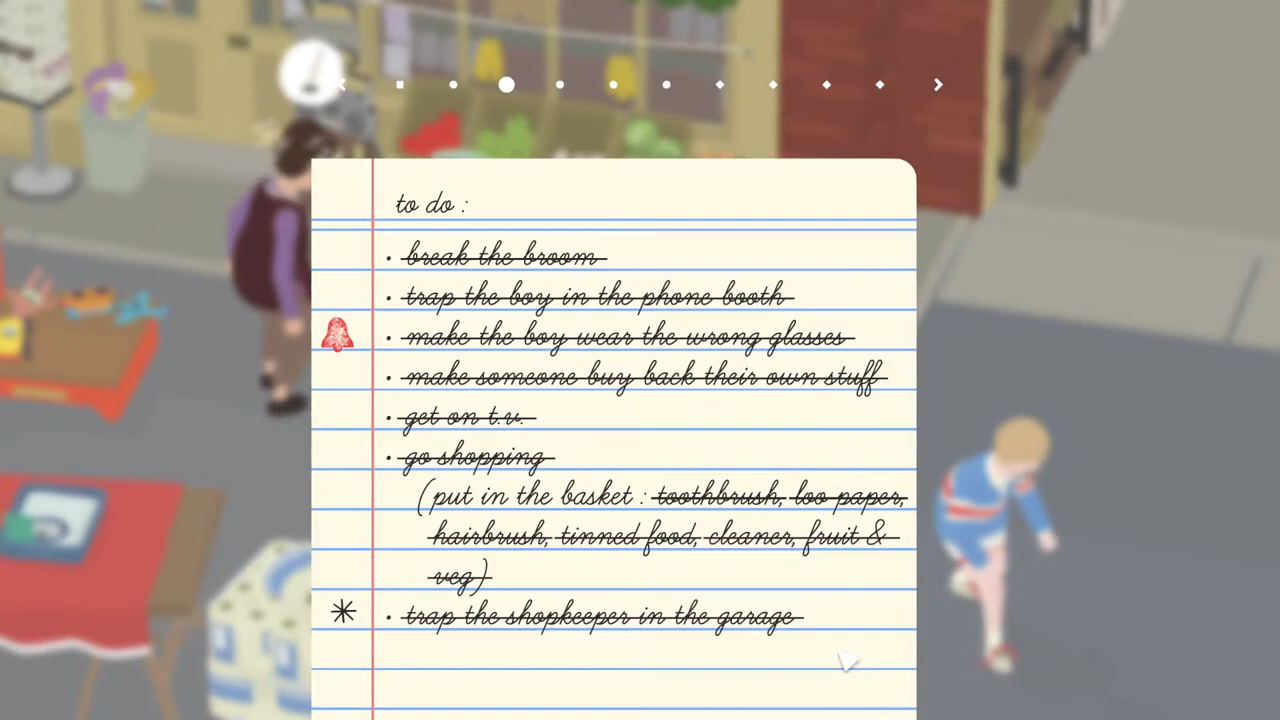 to do :
• break the broom
• trap the boy in the phone booth
• make the boy wear the wrong glasses
• make someone buy back their own stuff
• get on t.v.
• go shopping
(put in the basket : toothbrush, loo paper,
hairbrush, tinned food, cleaner, fruit &
veg)
• trap the shopkeeper in the garage